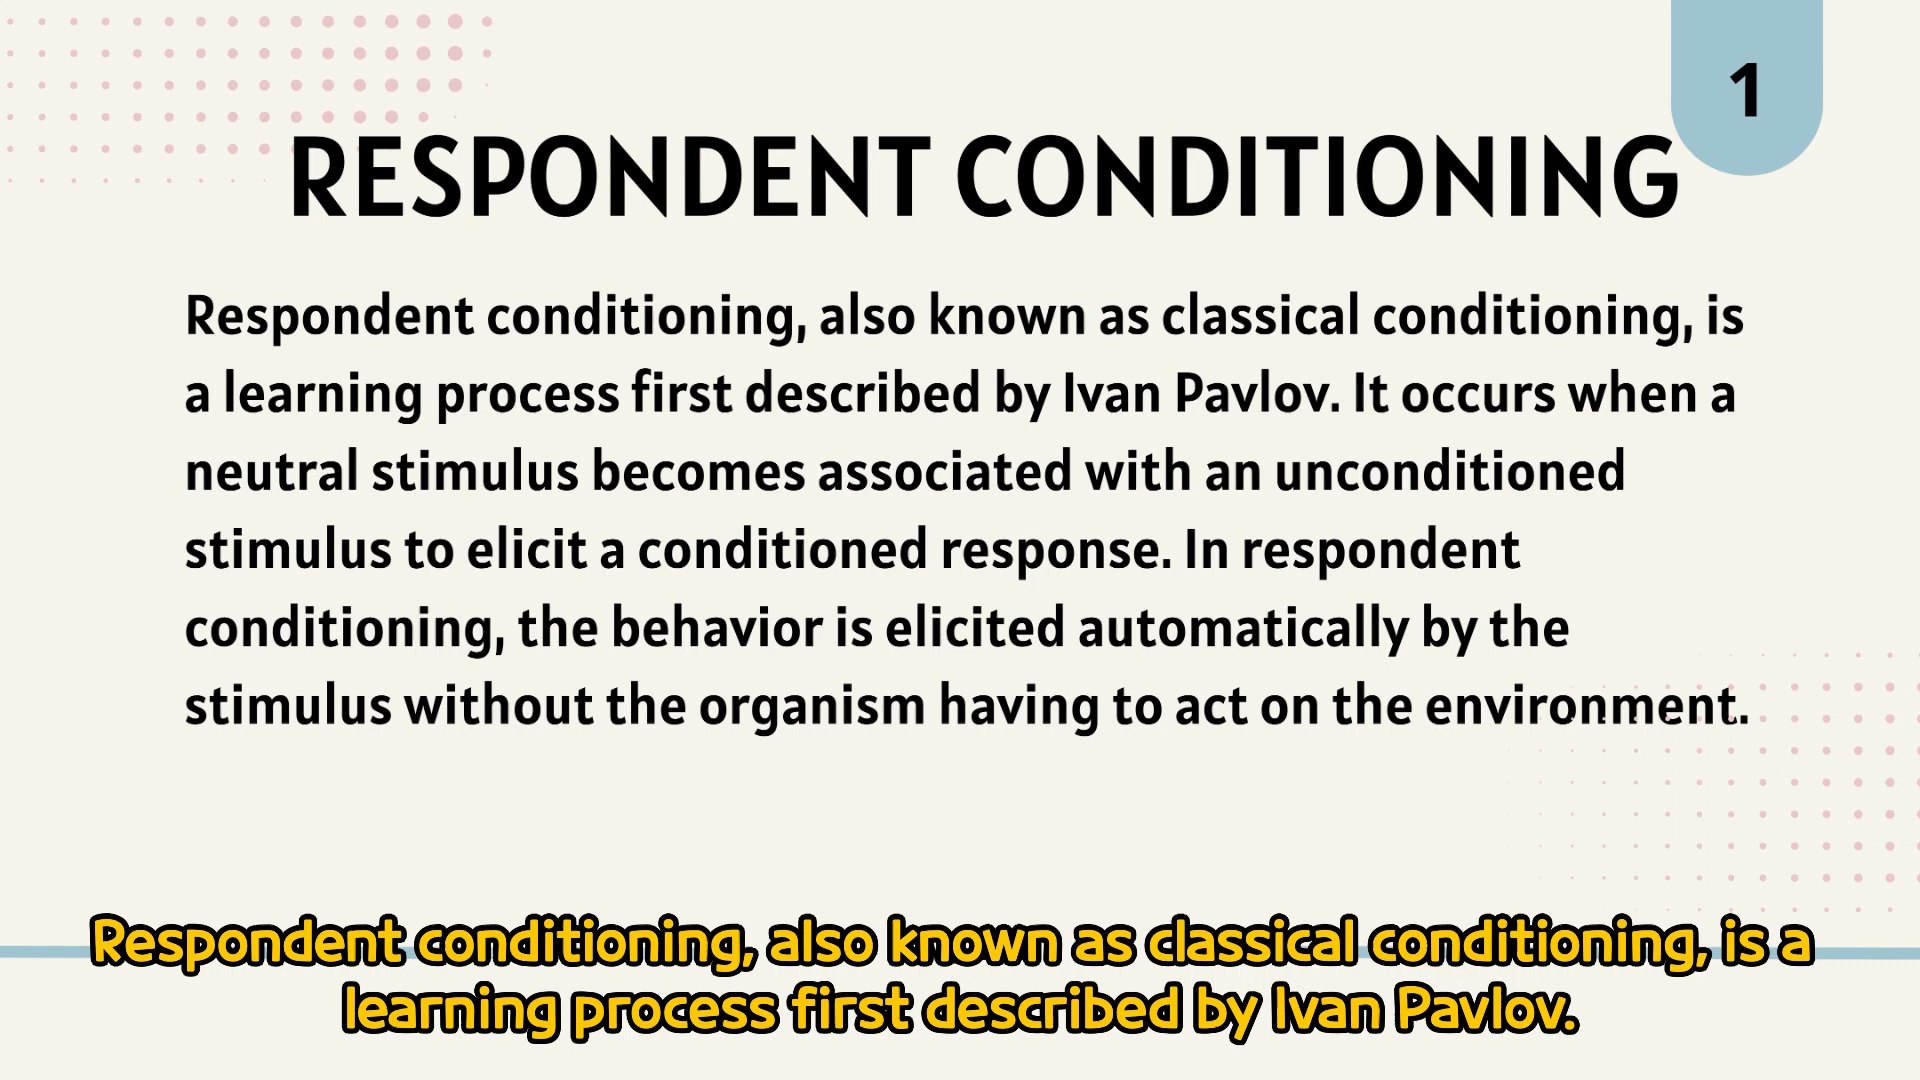 1
RESPONDENT CONDITIONING
Respondent conditioning, also known as classical conditioning, is
a learning process first described by Ivan Pavlov. It occurs when a
neutral stimulus becomes associated with an unconditioned
stimulus to elicit a conditioned response. In respondent
conditioning, the behavior is elicited automatically by the
stimulus without the organism having to act on the environment.
Respondent conditioning, also known as classical conditioning, is a
learning process first described by Ivan Pavlov.